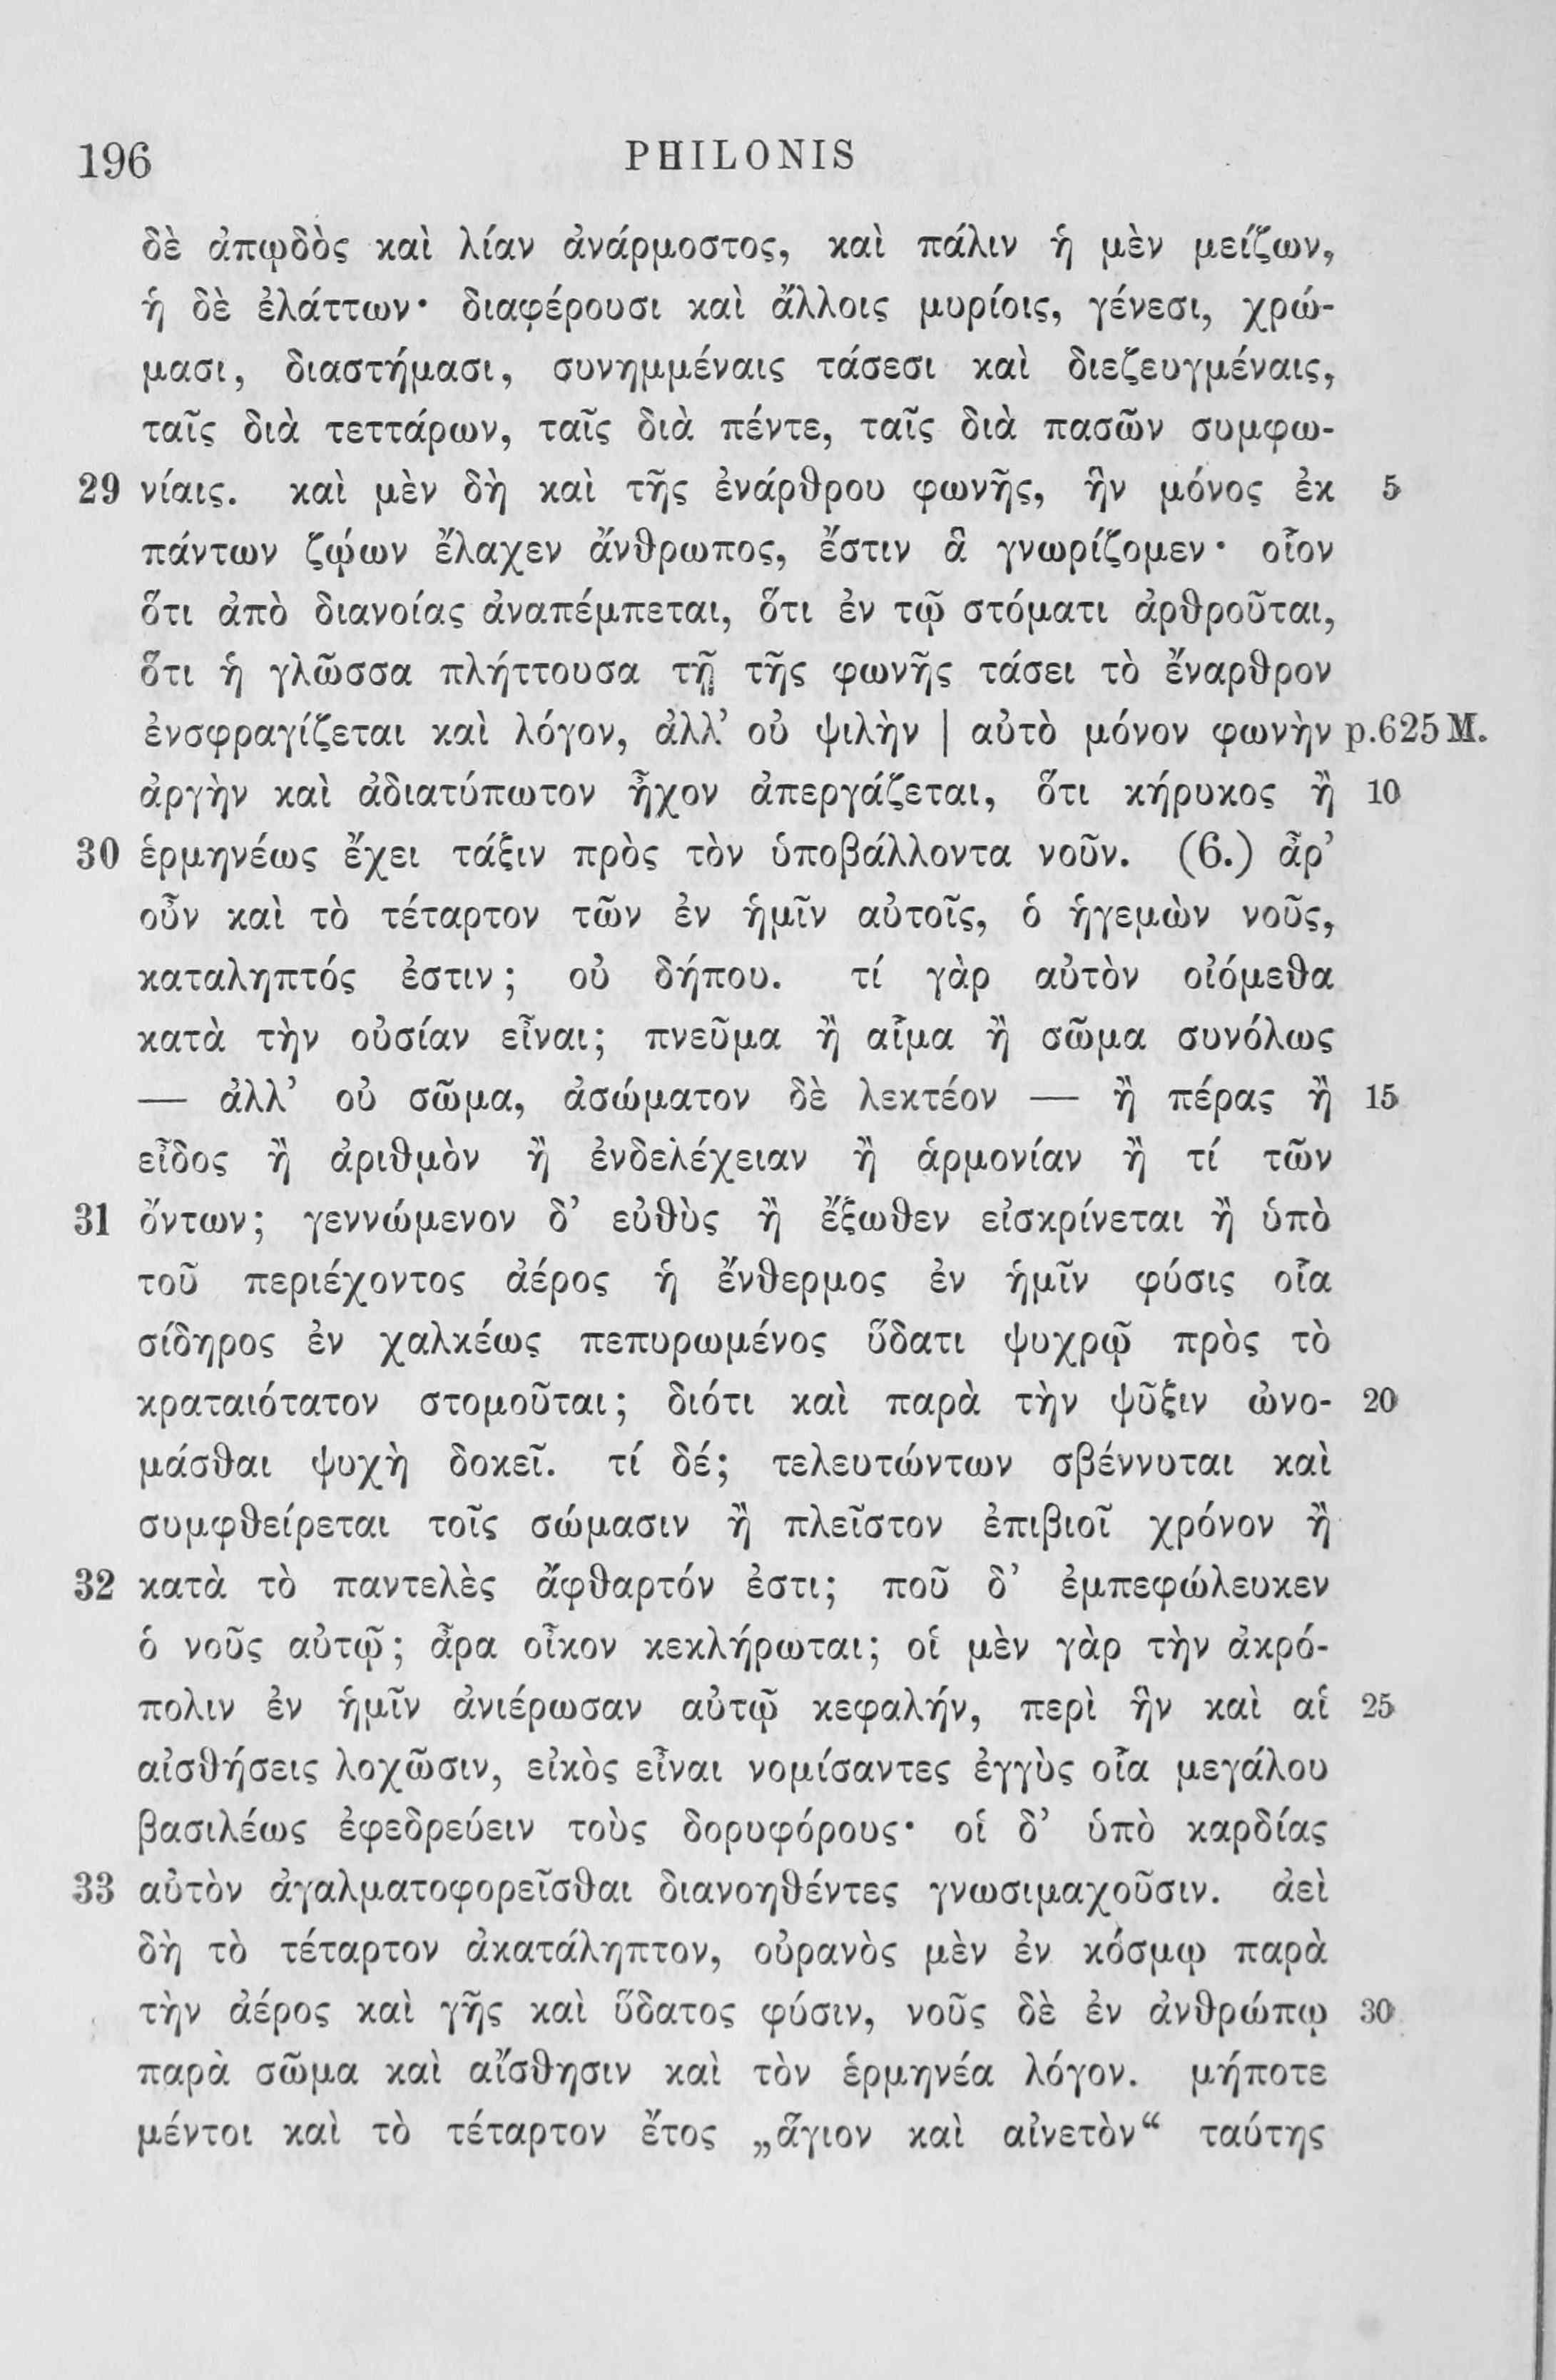 196 PHILONIS
δὲ ἀπῳδὸς καὶ λίαν ἀνάρμοστος, καὶ πάλιν ἡ μὲν μείζων,
ἡ δὲ ἐλάττων· διαφέρουσι καὶ ἄλλοις μυρίοις, γένεσι, χρώ-
μασι, διαστήμασι, συνημμέναις τάσεσι καὶ διεζευγμέναις,
ταῖς διὰ τεττάρων, ταῖς διὰ πέντε, ταῖς διὰ πασῶν συμφω-
29 νίαις. καὶ μὲν δὴ καὶ τῆς ἐνάρθρου φωνῆς, ἣν μόνος ἐκ 5
πάντων ζῴων ἔλαχεν ἄνθρωπος, ἔστιν ἃ γνωρίζομεν· οἷον
ὅτι ἀπὸ διανοίας ἀναπέμπεται, ὅτι ἐν τῷ στόματι ἀρθροῦται,
ὅτι ἡ γλῶσσα πλήττουσα τῇ τῆς φωνῆς τάσει τὸ ἔναρθρον
ἐνσφραγίζεται καὶ λόγον, ἀλλ’ οὐ ψιλὴν | αὐτὸ μόνον φωνὴν p.625 M.
ἀργὴν καὶ ἀδιατύπωτον ἦχον ἀπεργάζεται, ὅτι κήρυκος ἢ 10
30 ἑρμηνέως ἔχει τάξιν πρὸς τὸν ὑποβάλλοντα νοῦν. (6.) ἆρ’
οὖν καὶ τὸ τέταρτον τῶν ἐν ἡμῖν αὐτοῖς, ὁ ἡγεμὼν νοῦς,
καταληπτός ἐστιν; οὐ δήπου. τί γὰρ αὐτὸν οἰόμεθα
κατὰ τὴν οὐσίαν εἶναι; πνεῦμα ἢ αἷμα ἢ σῶμα συνόλως
— ἀλλ’ οὐ σῶμα, ἀσώματον δὲ λεκτέον — ἢ πέρας ἢ 15
εἶδος ἢ ἀριθμὸν ἢ ἐνδελέχειαν ἢ ἁρμονίαν ἢ τί τῶν
31 ὄντων; γεννώμενον δ’ εὐθὺς ἢ ἔξωθεν εἰσκρίνεται ἢ ὑπὸ
τοῦ περιέχοντος ἀέρος ἡ ἔνθερμος ἐν ἡμῖν φύσις οἷα
σίδηρος ἐν χαλκέως πεπυρωμένος ὕδατι ψυχρῷ πρὸς τὸ
κραταιότατον στομοῦται; διότι καὶ παρὰ τὴν ψῦξιν ὠνο- 20
μάσθαι ψυχὴ δοκεῖ. τί δέ; τελευτώντων σβέννυται καὶ
συμφθείρεται τοῖς σώμασιν ἢ πλεῖστον ἐπιβιοῖ χρόνον ἢ
32 κατὰ τὸ παντελὲς ἄφθαρτόν ἐστι; ποῦ δ’ ἐμπεφώλευκεν
ὁ νοῦς αὐτῷ; ἆρα οἶκον κεκλήρωται; οἱ μὲν γὰρ τὴν ἀκρό-
πολιν ἐν ἡμῖν ἀνιέρωσαν αὐτῷ κεφαλήν, περὶ ἣν καὶ αἱ 25
αἰσθήσεις λοχῶσιν, εἰκὸς εἶναι νομίσαντες ἐγγὺς οἷα μεγάλου
βασιλέως ἐφεδρεύειν τοὺς δορυφόρους· οἱ δ’ ὑπὸ καρδίας
33 αὐτὸν ἀγαλματοφορεῖσθαι διανοηθέντες γνωσιμαχοῦσιν. ἀεὶ
δὴ τὸ τέταρτον ἀκατάληπτον, οὐρανὸς μὲν ἐν κόσμῳ παρὰ
τὴν ἀέρος καὶ γῆς καὶ ὕδατος φύσιν, νοῦς δὲ ἐν ἀνθρώπῳ 30
παρὰ σῶμα καὶ αἴσθησιν καὶ τὸν ἑρμηνέα λόγον. μήποτε
μέντοι καὶ τὸ τέταρτον ἔτος „ἅγιον καὶ αἰνετὸν“ ταύτης